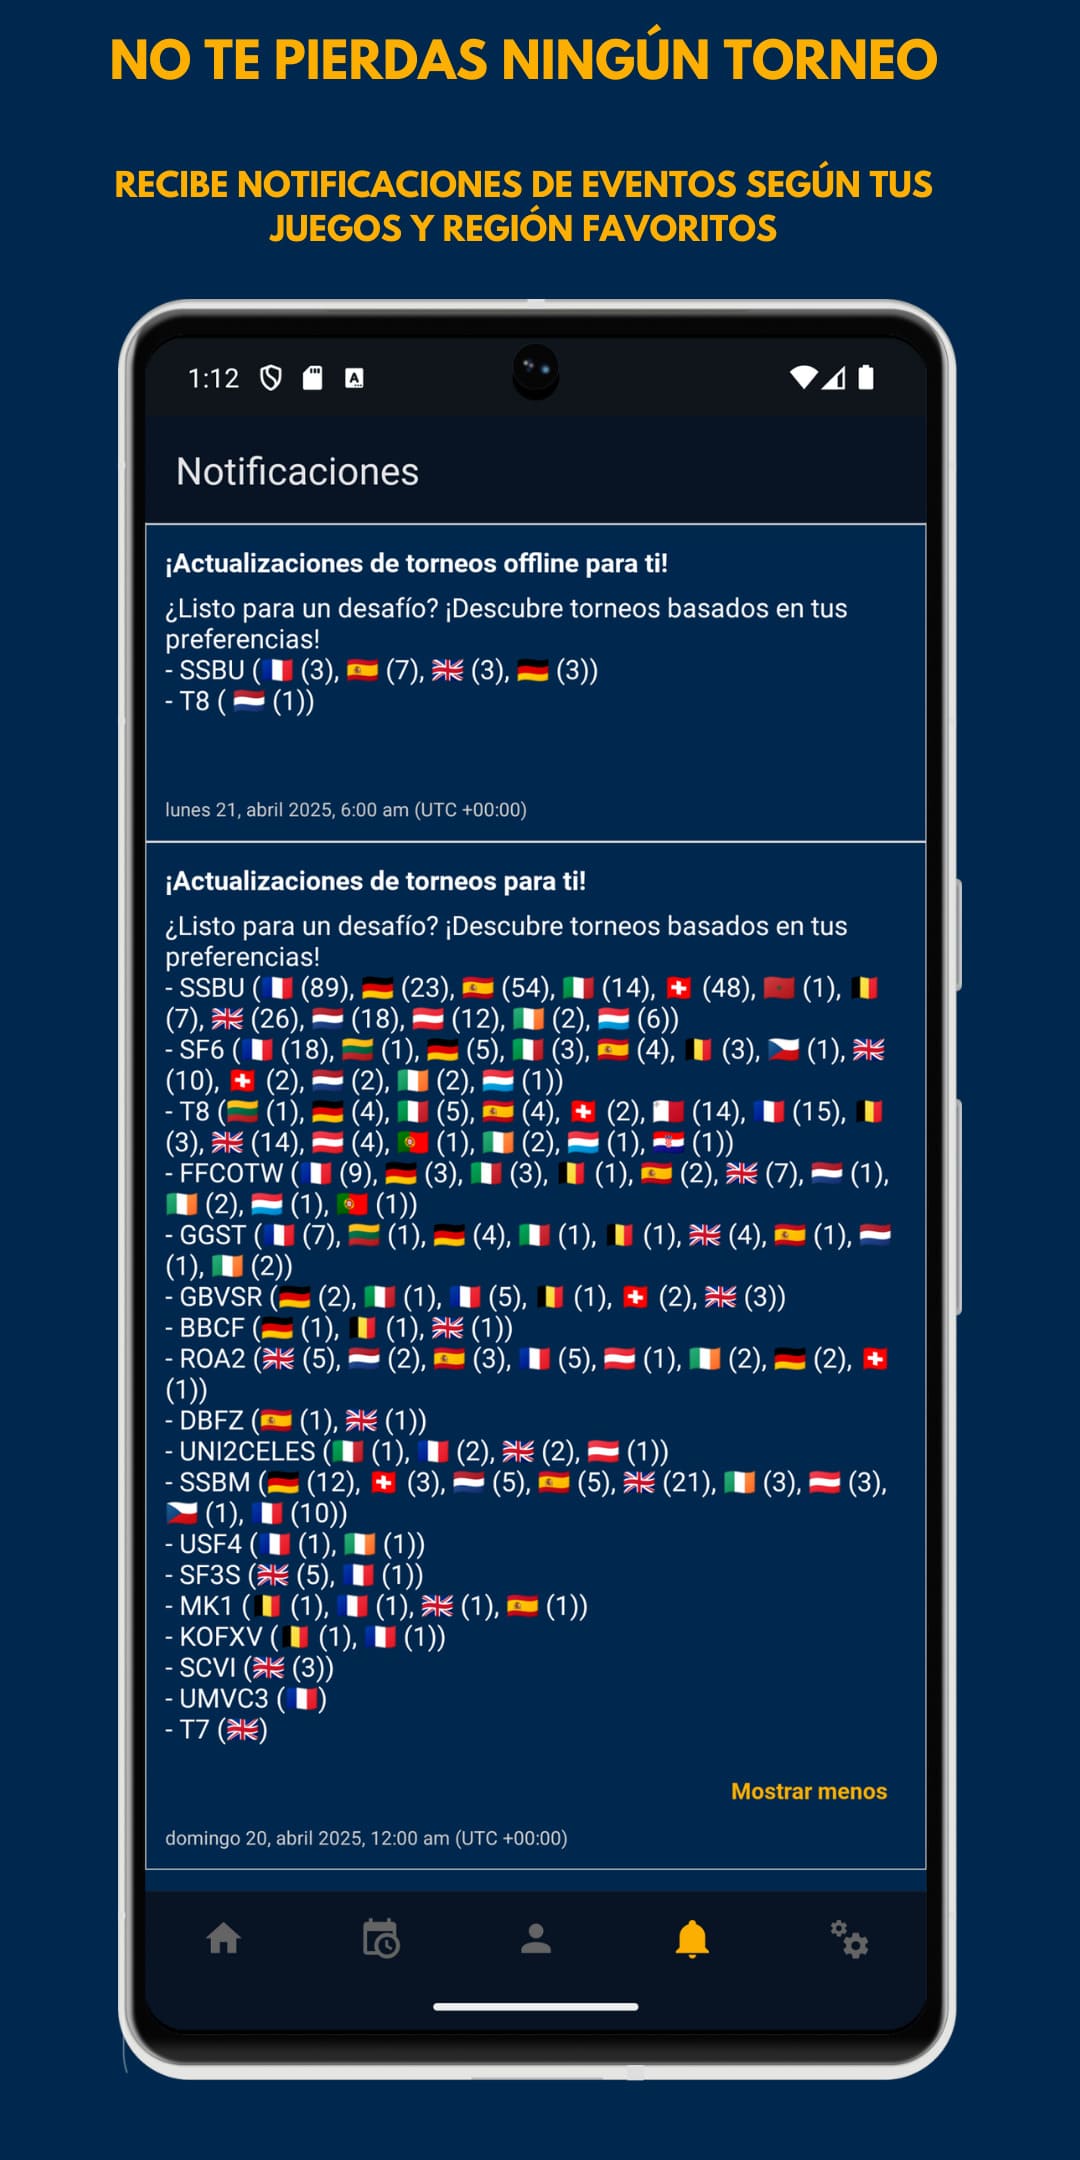 NO TE PIERDAS NINGÚN TORNEO
RECIBE NOTIFICACIONES DE EVENTOS SEGÚN TUS
JUEGOS Y REGIÓN FAVORITOS
1:12
A
Notificaciones
¡Actualizaciones de torneos offline para ti!
¿Listo para un desafío? ¡Descubre torneos basados en tus
preferencias!
- SSBU (🇫🇷 (3), 🇪🇸 (7), 🇬🇧 (3), 🇩🇪 (3))
- T8 ( 🇳🇱 (1))
lunes 21, abril 2025, 6:00 am (UTC +00:00)
¡Actualizaciones de torneos para ti!
¿Listo para un desafío? ¡Descubre torneos basados en tus
preferencias!
- SSBU (🇫🇷 (89), 🇩🇪 (23), 🇪🇸 (54), 🇮🇹 (14), 🇨🇭 (48), 🇲🇦 (1), 🇧🇪
(7), 🇬🇧 (26), 🇳🇱 (18), 🇦🇹 (12), 🇮🇪 (2), 🇱🇺 (6))
- SF6 (🇫🇷 (18), 🇱🇹 (1), 🇩🇪 (5), 🇮🇹 (3), 🇪🇸 (4), 🇧🇪 (3), 🇨🇿 (1), 🇬🇧
(10), 🇨🇭 (2), 🇳🇱 (2), 🇮🇪 (2), 🇱🇺 (1))
- T8 (🇱🇹 (1), 🇩🇪 (4), 🇮🇹 (5), 🇪🇸 (4), 🇨🇭 (2), 🇲🇹 (14), 🇫🇷 (15), 🇧🇪
(3), 🇬🇧 (14), 🇦🇹 (4), 🇵🇹 (1), 🇮🇪 (2), 🇱🇺 (1), 🇭🇷 (1))
- FFCOTW (🇫🇷 (9), 🇩🇪 (3), 🇮🇹 (3), 🇧🇪 (1), 🇪🇸 (2), 🇬🇧 (7), 🇳🇱 (1),
🇮🇪 (2), 🇱🇺 (1), 🇵🇹 (1))
- GGST (🇫🇷 (7), 🇱🇹 (1), 🇩🇪 (4), 🇮🇹 (1), 🇧🇪 (1), 🇬🇧 (4), 🇪🇸 (1), 🇳🇱
(1), 🇮🇪 (2))
- GBVSR (🇩🇪 (2), 🇮🇹 (1), 🇫🇷 (5), 🇧🇪 (1), 🇨🇭 (2), 🇬🇧 (3))
- BBCF (🇩🇪 (1), 🇧🇪 (1), 🇬🇧 (1))
- ROA2 (🇬🇧 (5), 🇳🇱 (2), 🇪🇸 (3), 🇫🇷 (5), 🇦🇹 (1), 🇮🇪 (2), 🇩🇪 (2), 🇨🇭
(1))
- DBFZ (🇪🇸 (1), 🇬🇧 (1))
- UNI2CELES (🇮🇹 (1), 🇫🇷 (2), 🇬🇧 (2), 🇦🇹 (1))
- SSBM (🇩🇪 (12), 🇨🇭 (3), 🇳🇱 (5), 🇪🇸 (5), 🇬🇧 (21), 🇮🇪 (3), 🇦🇹 (3),
🇨🇿 (1), 🇫🇷 (10))
- USF4 (🇫🇷 (1), 🇮🇪 (1))
- SF3S (🇬🇧 (5), 🇫🇷 (1))
- MK1 (🇧🇪 (1), 🇫🇷 (1), 🇬🇧 (1), 🇪🇸 (1))
- KOFXV (🇧🇪 (1), 🇫🇷 (1))
- SCVI (🇬🇧 (3))
- UMVC3 (🇫🇷)
- T7 (🇬🇧)
Mostrar menos
domingo 20, abril 2025, 12:00 am (UTC +00:00)